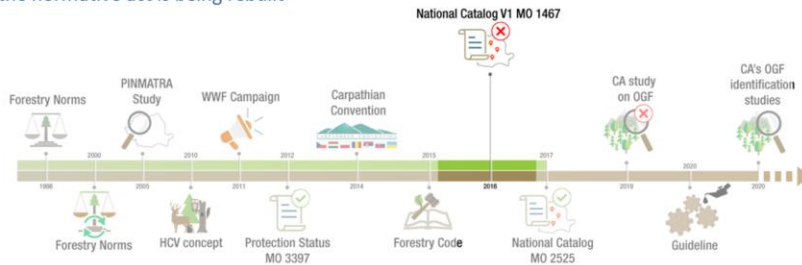 the normative act is being rebuilt
National Catalog V1 MO 1467
Forestry Norms
PINMATRA
Study
WWF Campaign
Carpathian
Convention
CA study
on OGF
CA's OGF
identification
studies
2000
2010
2012
2015
2017
2020
2005
2011
2014
2016
2019
2020
Forestry Norms
HCV concept
Protection Status
MO 3397
Forestry Code
National Catalog
MO 2525
Guideline